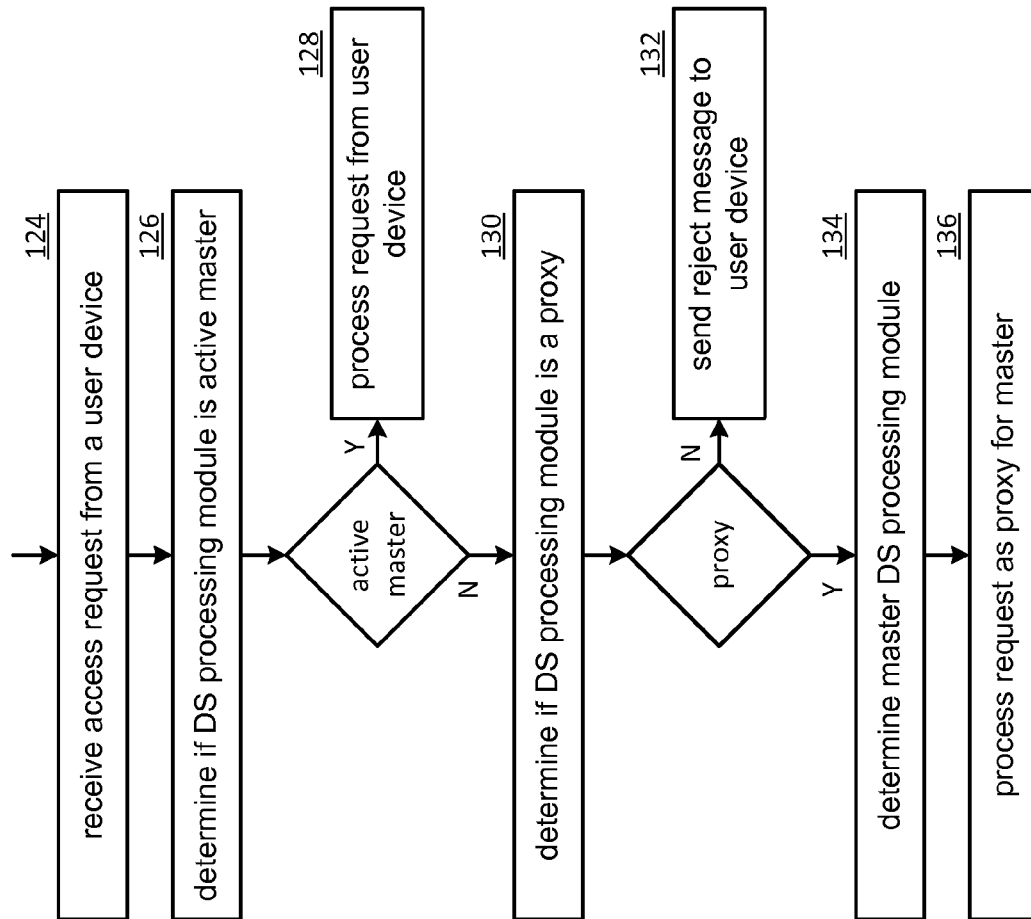 124
receive access request from a user device
126
determine if DS processing module is active master
active
master
Y
N
128
process request from user
device
130
determine if DS processing module is a proxy
proxy
N
Y
132
send reject message to
user device
134
determine master DS processing module
136
process request as proxy for master